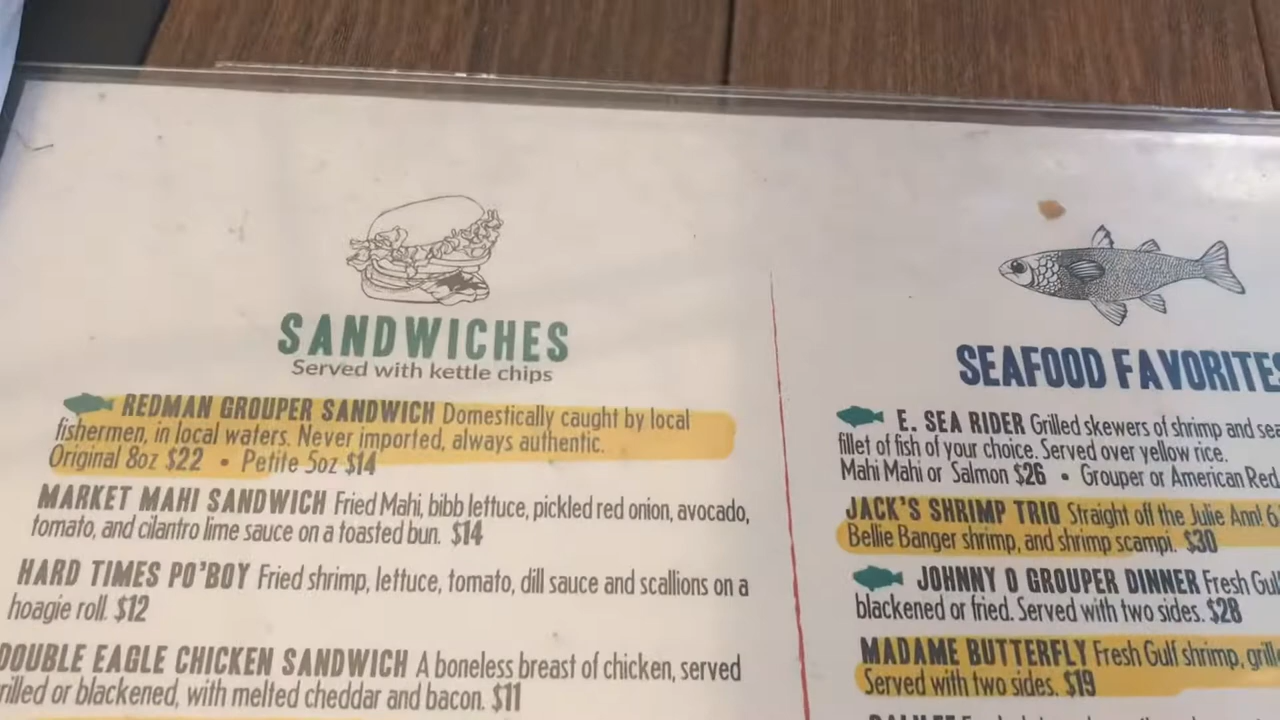 SANDWICHES
Served with kettle chips
REDMAN GROUPER SANDWICH Domestically caught by local
fishermen, in local waters. Never imported, always authentic.
Original 8oz $22 • Petite 5oz $14
MARKET MAHI SANDWICH Fried Mahi, bibb lettuce, pickled red onion, avocado,
tomato, and cilantro lime sauce on a toasted bun. $14
HARD TIMES PO'BOY Fried shrimp, lettuce, tomato, dill sauce and scallions on a
hoagie roll. $12
DOUBLE EAGLE CHICKEN SANDWICH A boneless breast of chicken, served
rilled or blackened, with melted cheddar and bacon. $11
SEAFOOD FAVORITES
E. SEA RIDER Grilled skewers of shrimp and sea
fillet of fish of your choice. Served over yellow rice.
Mahi Mahi or Salmon $26 • Grouper or American Red
JACK'S SHRIMP TRIO Straight off the Julie Ann! 6
Bellie Banger shrimp, and shrimp scampi. $30
JOHNNY O GROUPER DINNER Fresh Gul
blackened or fried. Served with two sides. $28
MADAME BUTTERFLY Fresh Gulf shrimp, grille
Served with two sides. $19